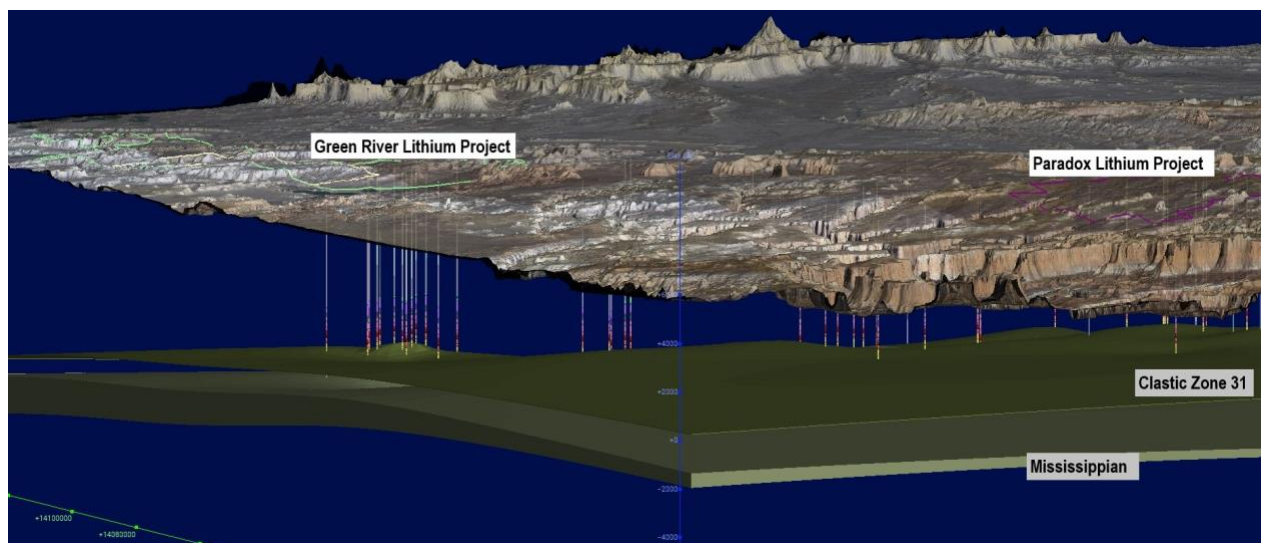 Green River Lithium Project
Paradox Lithium Project
+4000
Clastic Zone 31
+2000
+0
Mississippian
-2000
+14100000
+14080000
-4000